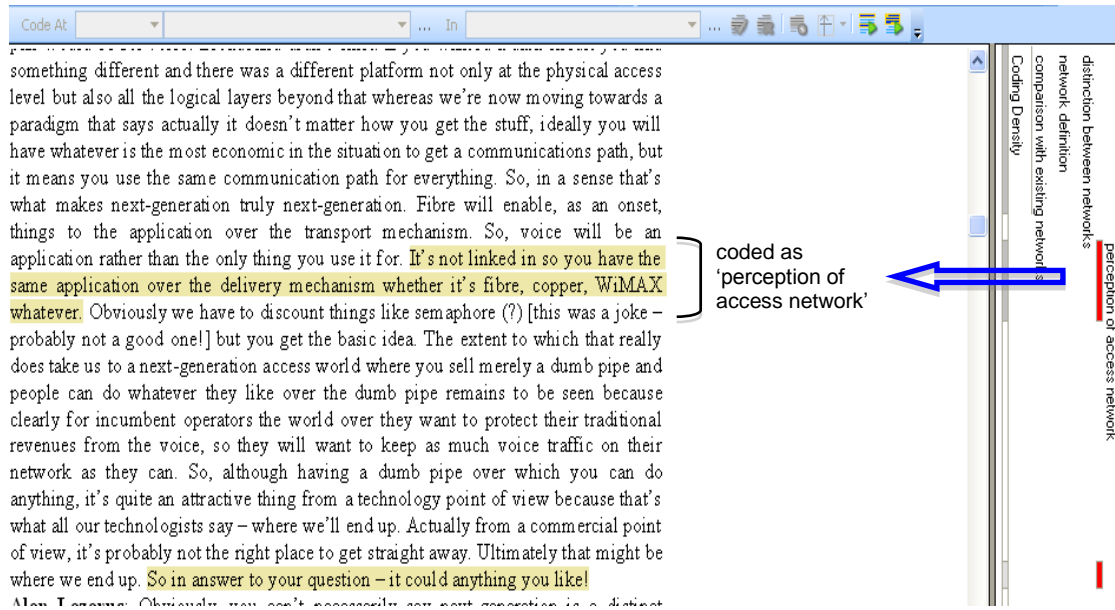 Code At ... In ...
something different and there was a different platform not only at the physical access
level but also all the logical layers beyond that whereas we're now moving towards a
paradigm that says actually it doesn't matter how you get the stuff, ideally you will
have whatever is the most economic in the situation to get a communications path, but
it means you use the same communication path for everything. So, in a sense that's
what makes next-generation truly next-generation. Fibre will enable, as an onset,
things to the application over the transport mechanism. So, voice will be an
application rather than the only thing you use it for. It's not linked in so you have the
same application over the delivery mechanism whether it's fibre, copper, WiMAX
whatever. Obviously we have to discount things like semaphore (?) [this was a joke –
probably not a good one!] but you get the basic idea. The extent to which that really
does take us to a next-generation access world where you sell merely a dumb pipe and
people can do whatever they like over the dumb pipe remains to be seen because
clearly for incumbent operators the world over they want to protect their traditional
revenues from the voice, so they will want to keep as much voice traffic on their
network as they can. So, although having a dumb pipe over which you can do
anything, it's quite an attractive thing from a technology point of view because that's
what all our technologists say – where we'll end up. Actually from a commercial point
of view, it's probably not the right place to get straight away. Ultimately that might be
where we end up. So in answer to your question – it could anything you like!
Obviously, you can't necessarily say next generation is a distinct
coded as
'perception of
access network'
perception of access network
distinction between networks
network definition
comparison with existing networks
Coding Density